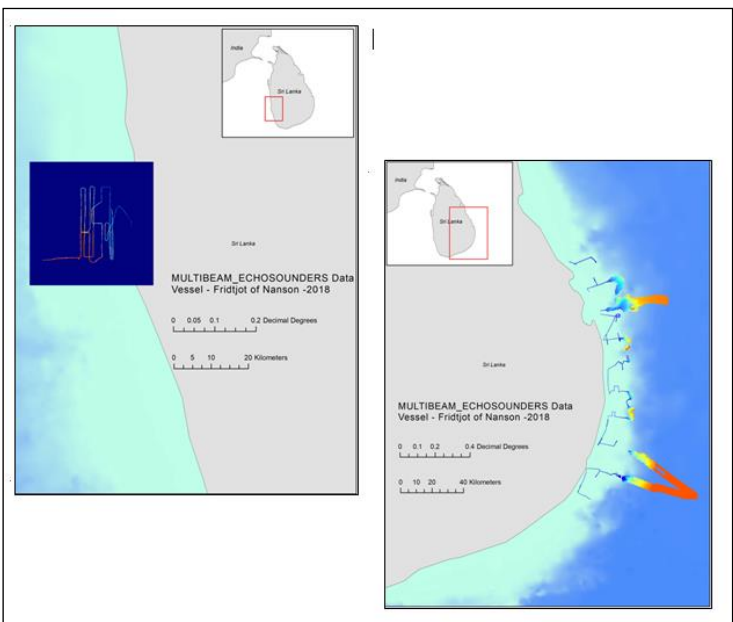 India
Sri Lanka
Sri Lanka
MULTIBEAM_ECHOSOUNDERS Data
Vessel - Fridtjot of Nanson -2018
0 0.05 0.1 0.2 Decimal Degrees
0 5 10 20 Kilometers
India
Sri Lanka
Sri Lanka
MULTIBEAM_ECHOSOUNDERS Data
Vessel - Fridtjot of Nanson -2018
0 0.1 0.2 0.4 Decimal Degrees
0 10 20 40 Kilometers